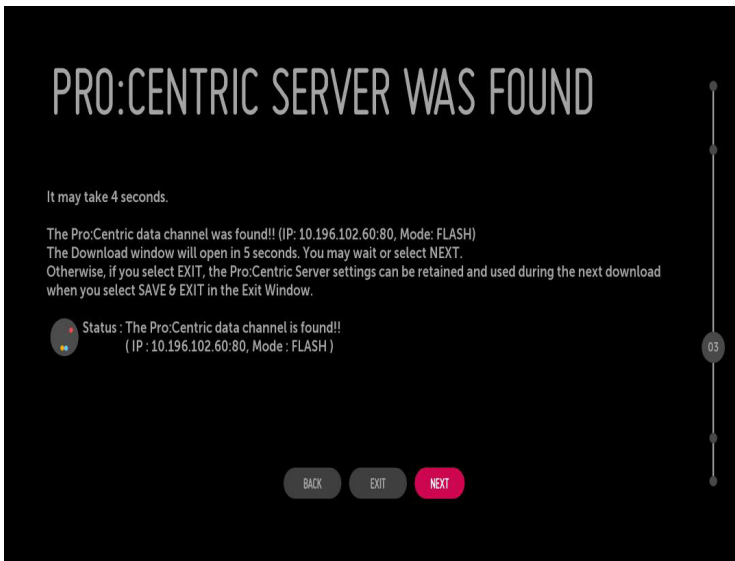 PRO:CENTRIC SERVER WAS FOUND
It may take 4 seconds.
The Pro:Centric data channel was found!! (IP: 10.196.102.60:80, Mode: FLASH)
The Download window will open in 5 seconds. You may wait or select NEXT.
Otherwise, if you select EXIT, the Pro:Centric Server settings can be retained and used during the next download
when you select SAVE & EXIT in the Exit Window.
Status : The Pro:Centric data channel is found!!
( IP : 10.196.102.60:80, Mode : FLASH )
03
BACK EXIT NEXT